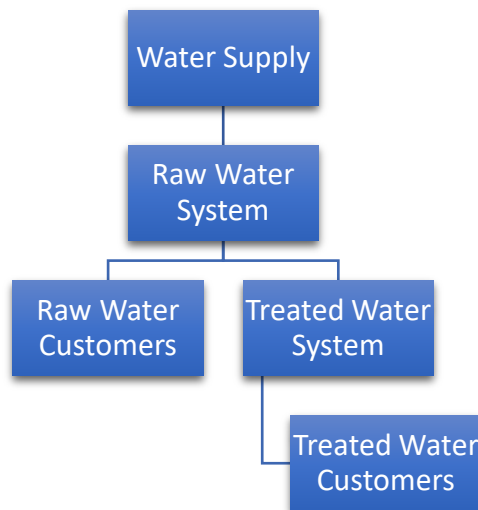 Water Supply
Raw Water
System
Raw Water
Customers
Treated Water
System
Treated Water
Customers